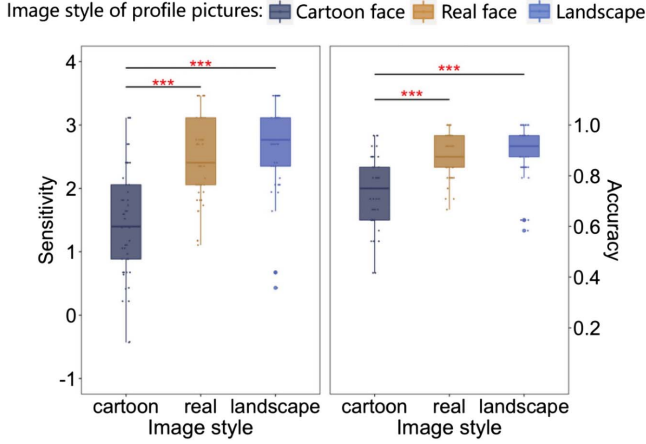 Image style of profile pictures: Cartoon face Real face Landscape
Sensitivity
4
3
2
1
0
-1
***
***
cartoon real landscape
Image style
***
***
1.0
0.8
0.6
0.4
0.2
Accuracy
cartoon real landscape
Image style